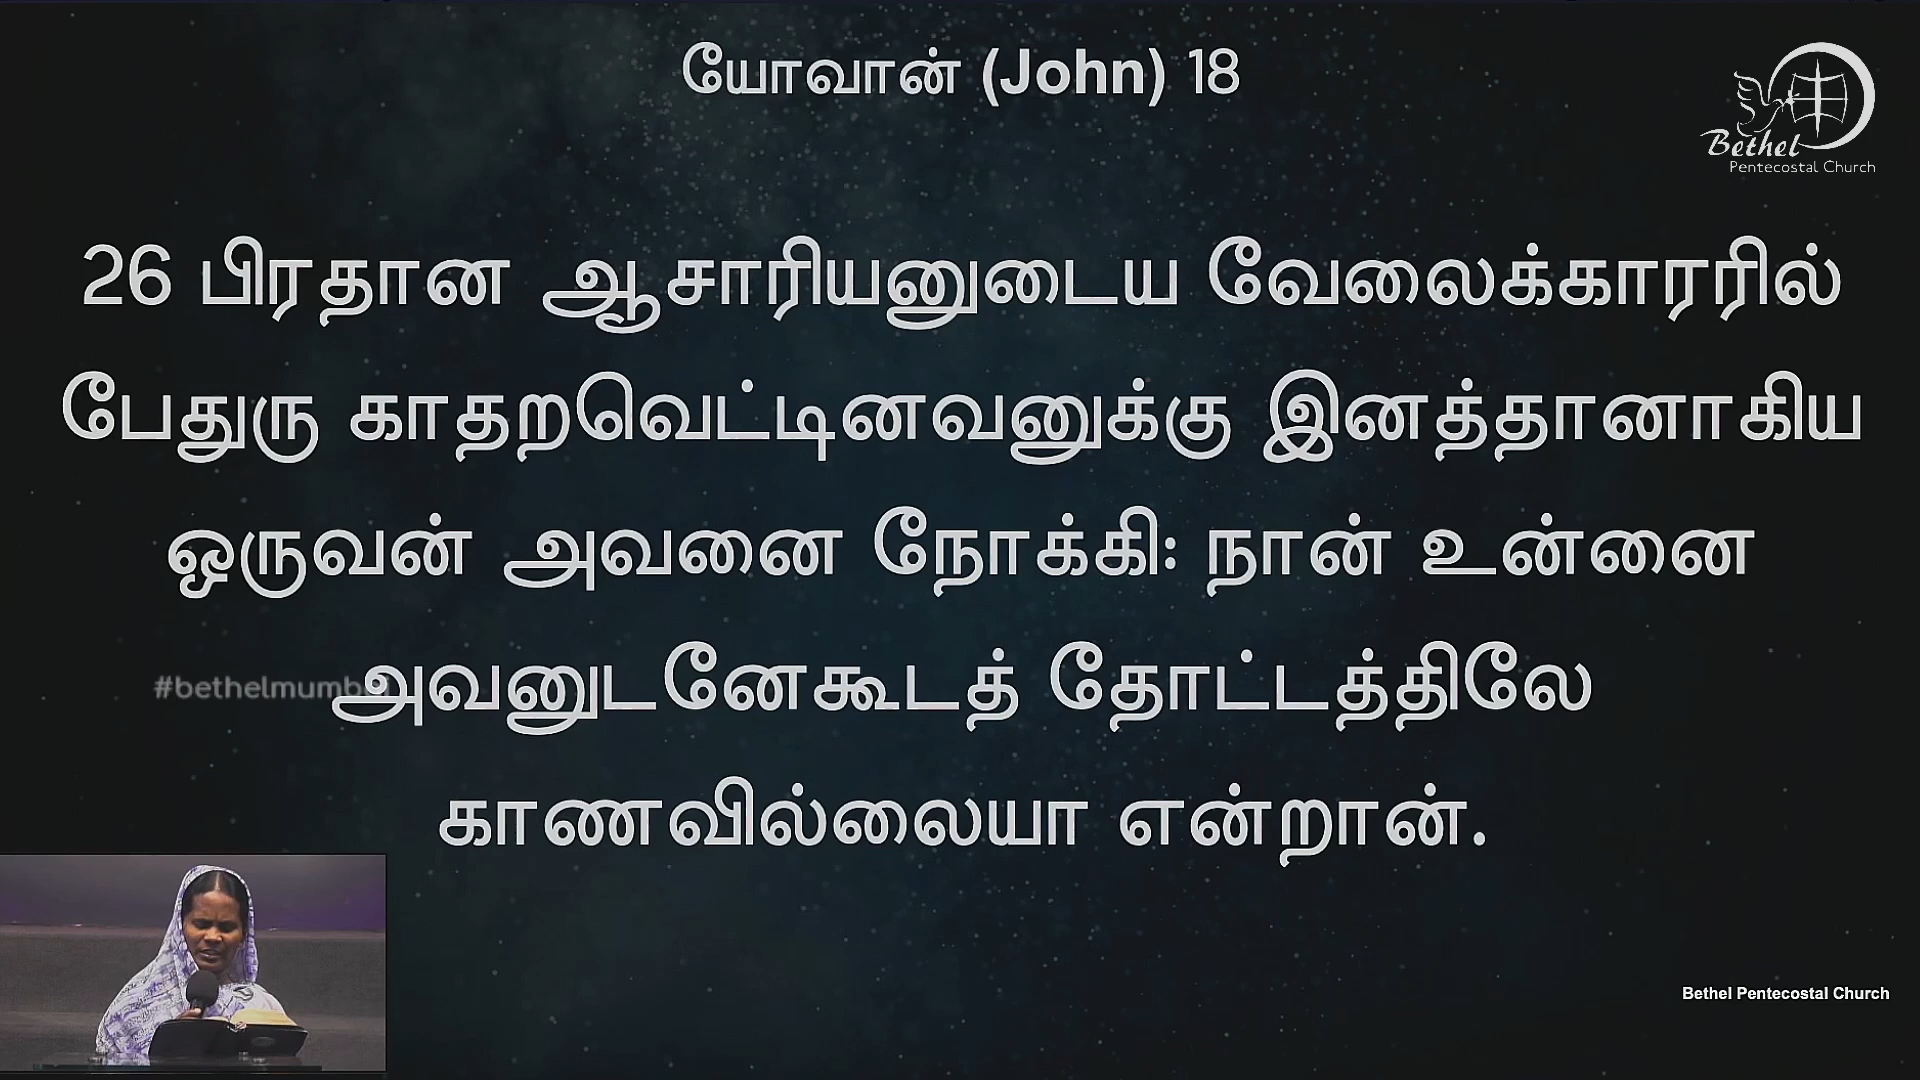 யோவான் (John) 18
Bethel
Pentecostal Church
26 பிரதான ஆசாரியனுடைய வேலைக்காரரில்
பேதுரு காதறவெட்டினவனுக்கு இனத்தானாகிய
ஒருவன் அவனை நோக்கி: நான் உன்னை
அவனுடனேகூடத் தோட்டத்திலே
காணவில்லையா என்றான்.
Bethel Pentecostal Church